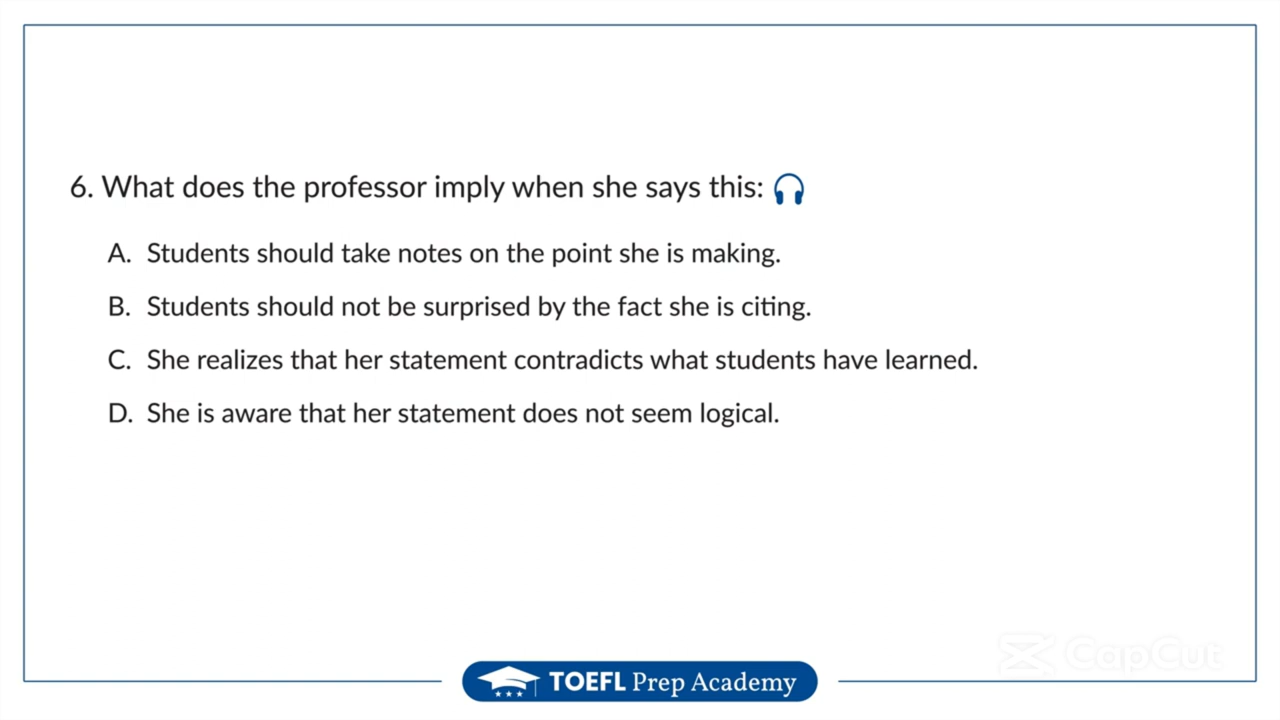 6. What does the professor imply when she says this:
A. Students should take notes on the point she is making.
B. Students should not be surprised by the fact she is citing.
C. She realizes that her statement contradicts what students have learned.
D. She is aware that her statement does not seem logical.
CapCut
TOEFL Prep Academy